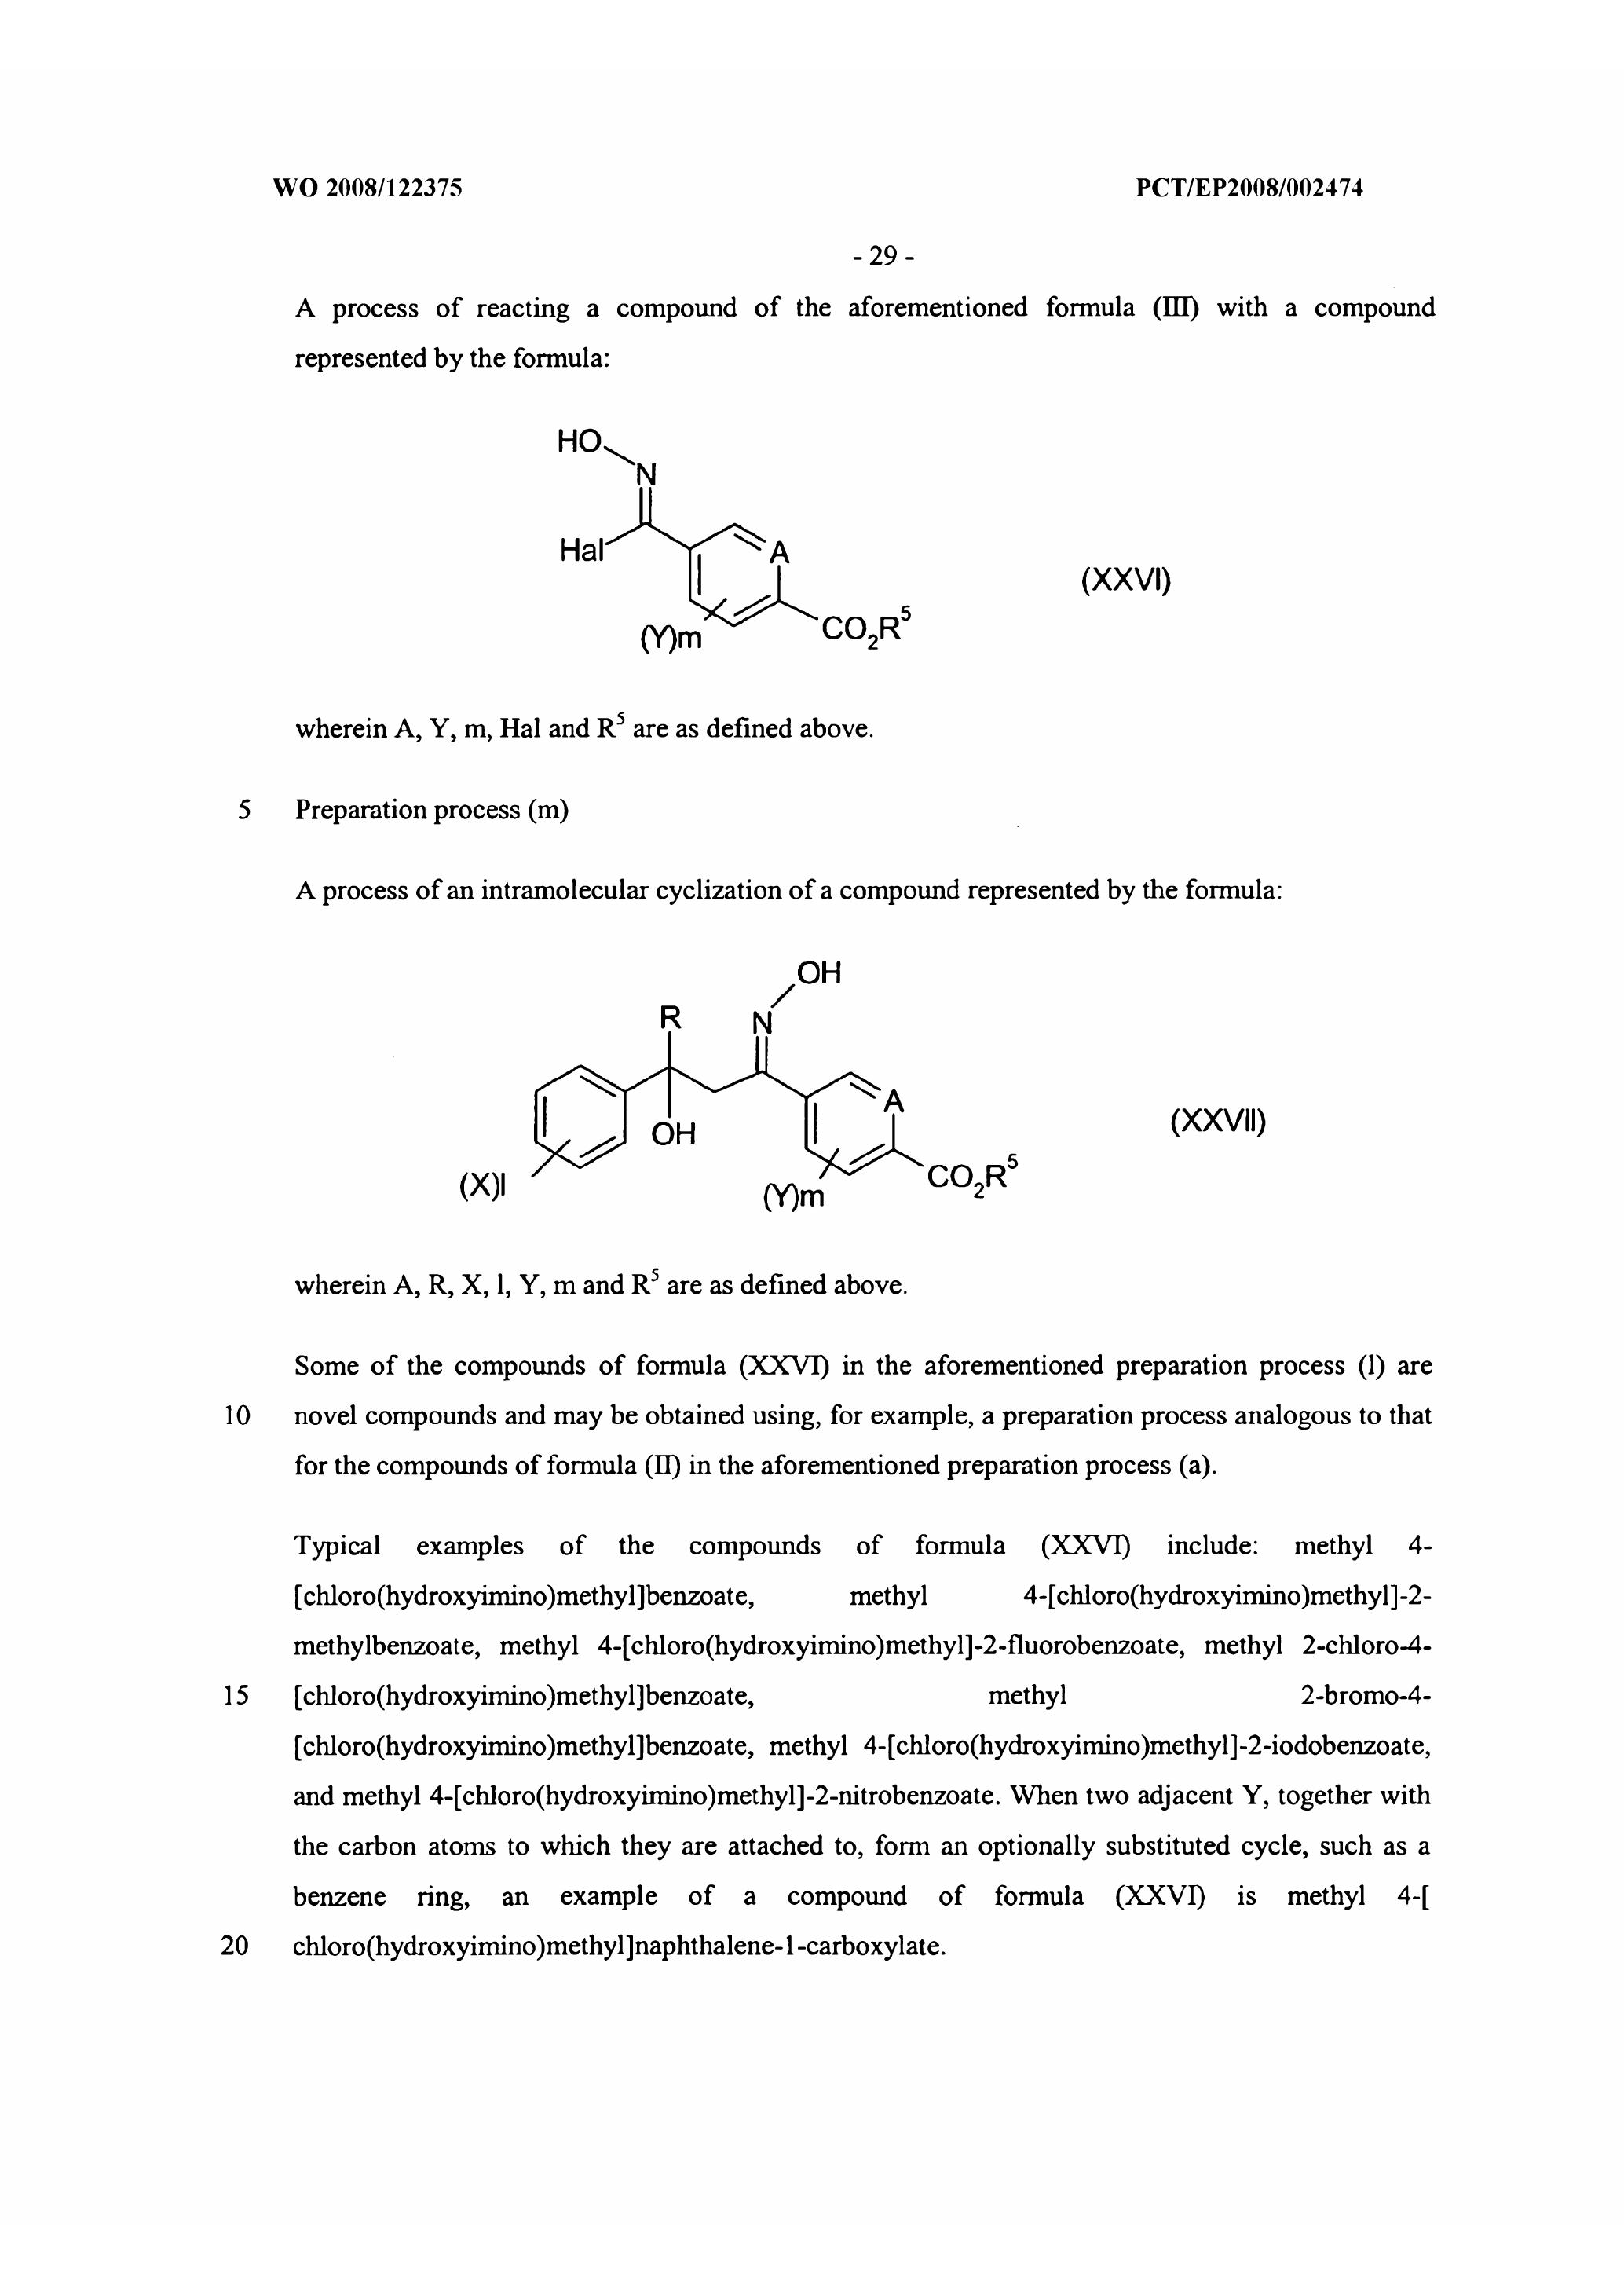 WO 2008/122375 PCT/EP2008/002474
- 29 -
A process of reacting a compound of the aforementioned formula (III) with a compound
represented by the formula:
HO
N
Hal
A
(XXVI)
(Y)m
CO2R5
wherein A, Y, m, Hal and R5 are as defined above.
5 Preparation process (m)
A process of an intramolecular cyclization of a compound represented by the formula:
OH
R
N
A
OH
(XXVII)
(X)l
(Y)m
CO2R5
wherein A, R, X, l, Y, m and R5 are as defined above.
Some of the compounds of formula (XXVI) in the aforementioned preparation process (l) are
10 novel compounds and may be obtained using, for example, a preparation process analogous to that
for the compounds of formula (II) in the aforementioned preparation process (a).
Typical examples of the compounds of formula (XXVI) include: methyl 4-
[chloro(hydroxyimino)methyl]benzoate, methyl 4-[chloro(hydroxyimino)methyl]-2-
methylbenzoate, methyl 4-[chloro(hydroxyimino)methyl]-2-fluorobenzoate, methyl 2-chloro-4-
15 [chloro(hydroxyimino)methyl]benzoate, methyl 2-bromo-4-
[chloro(hydroxyimino)methyl]benzoate, methyl 4-[chloro(hydroxyimino)methyl]-2-iodobenzoate,
and methyl 4-[chloro(hydroxyimino)methyl]-2-nitrobenzoate. When two adjacent Y, together with
the carbon atoms to which they are attached to, form an optionally substituted cycle, such as a
benzene ring, an example of a compound of formula (XXVI) is methyl 4-[
20 chloro(hydroxyimino)methyl]naphthalene-1-carboxylate.